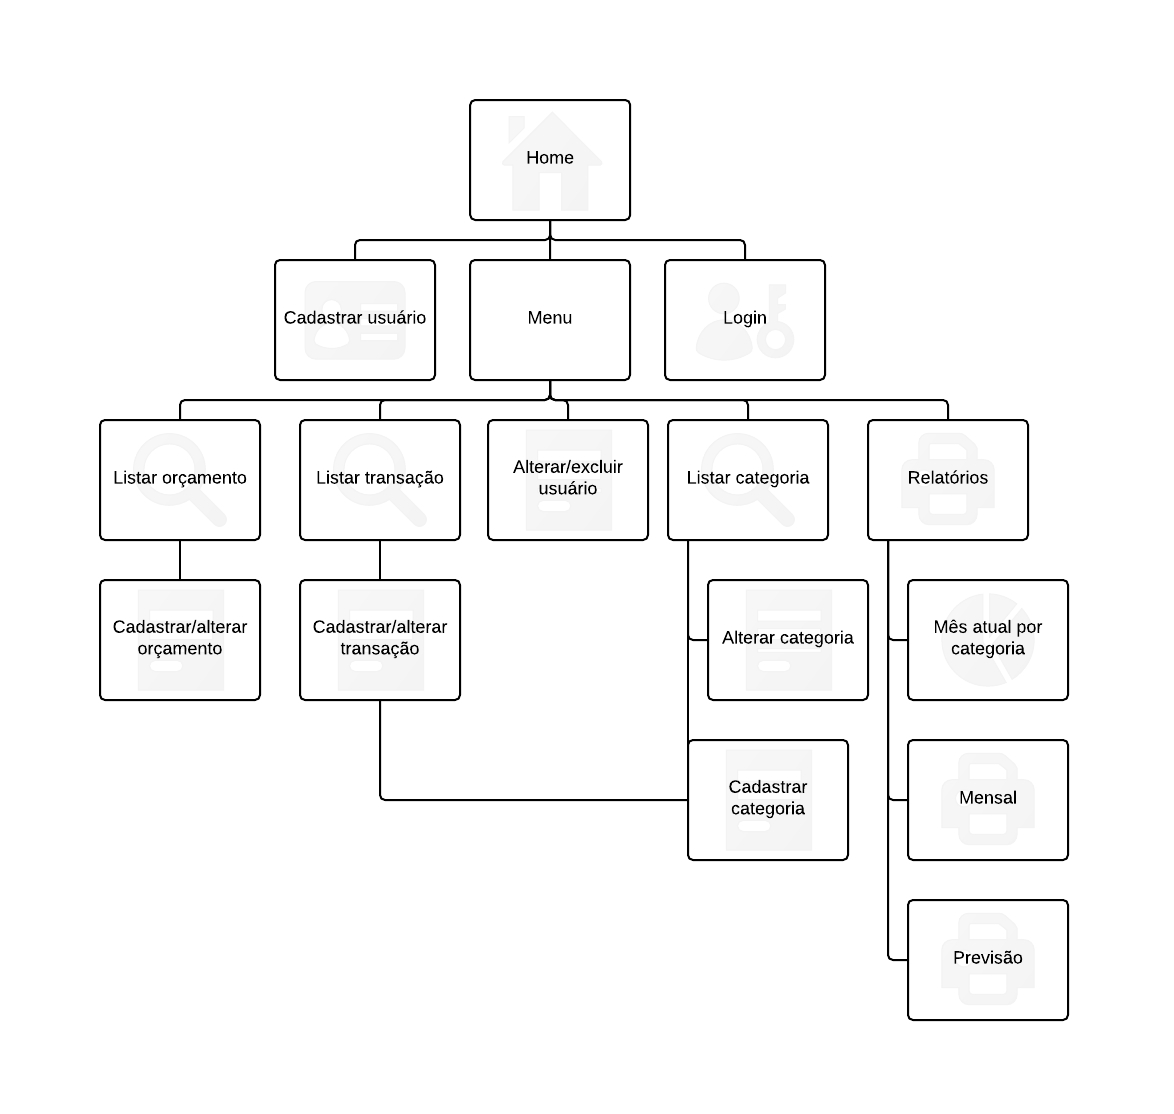 Home
Cadastrar usuário
Menu
Login
Listar orçamento
Listar transação
Alterar/excluir
usuário
Listar categoria
Relatórios
Cadastrar/alterar
orçamento
Cadastrar/alterar
transação
Alterar categoria
Mês atual por
categoria
Cadastrar
categoria
Mensal
Previsão